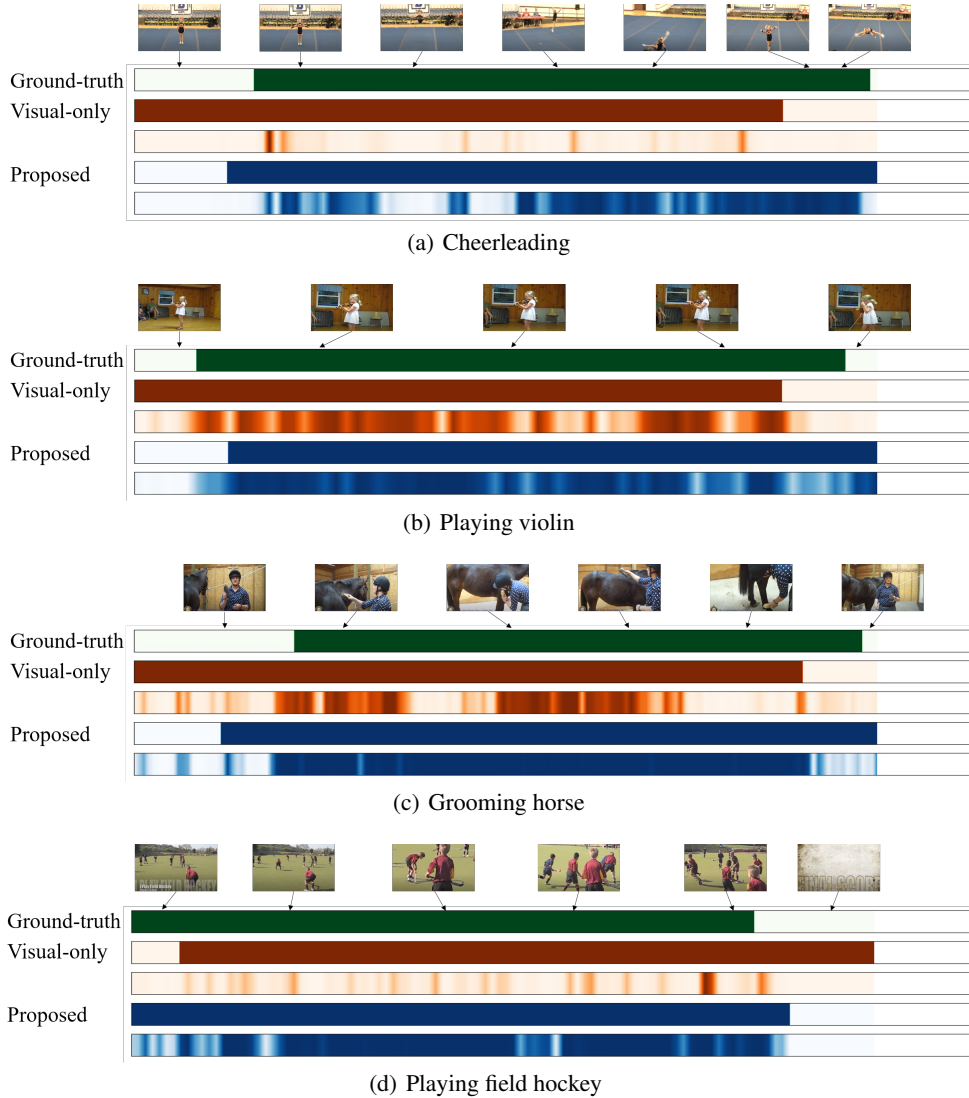 Ground-truth
Visual-only
Proposed
(a) Cheerleading
Ground-truth
Visual-only
Proposed
(b) Playing violin
Ground-truth
Visual-only
Proposed
(c) Grooming horse
Ground-truth
Visual-only
Proposed
(d) Playing field hockey